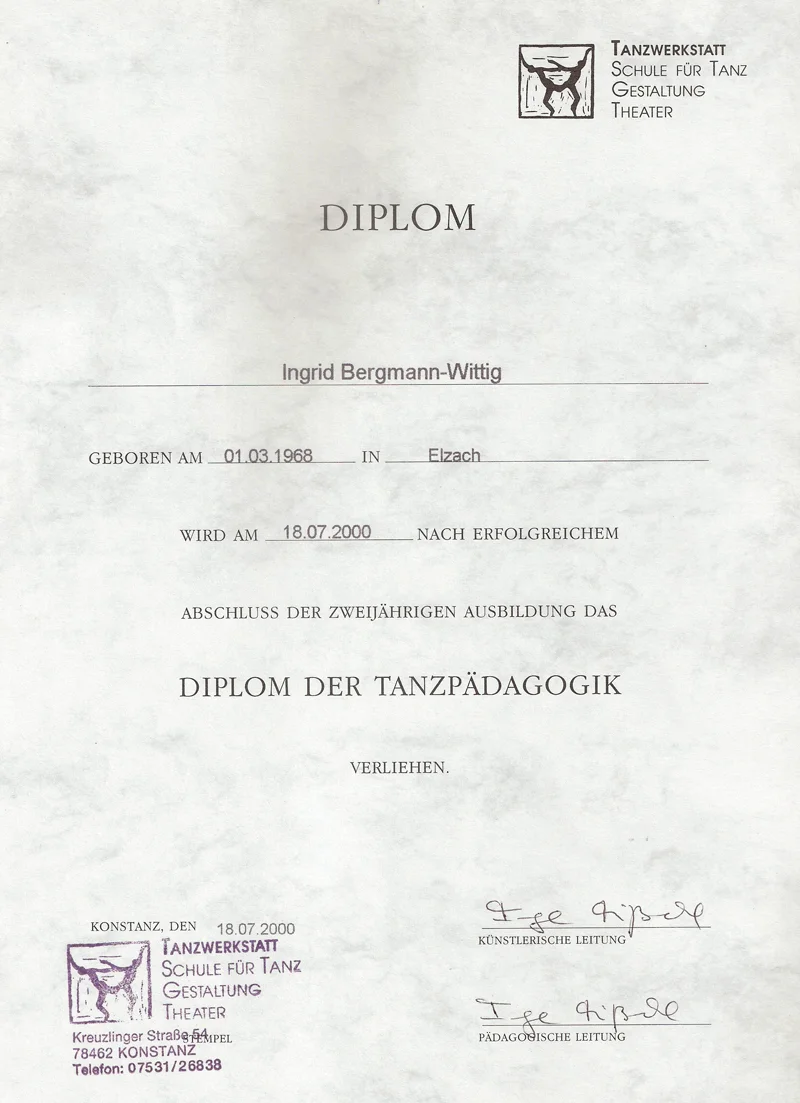 TANZWERKSTATT
SCHULE FÜR TANZ
GESTALTUNG
THEATER
DIPLOM
Ingrid Bergmann-Wittig
GEBOREN AM 01.03.1968 IN Elzach
WIRD AM 18.07.2000 NACH ERFOLGREICHEM
ABSCHLUSS DER ZWEIJÄHRIGEN AUSBILDUNG DAS
DIPLOM DER TANZPÄDAGOGIK
VERLIEHEN.
KONSTANZ, DEN 18.07.2000
TANZWERKSTATT
SCHULE FÜR TANZ
GESTALTUNG
THEATER
Kreuzlinger Straße 54
STEMPEL
78462 KONSTANZ
Telefon: 07531/26838
KÜNSTLERISCHE LEITUNG
PÄDAGOGISCHE LEITUNG